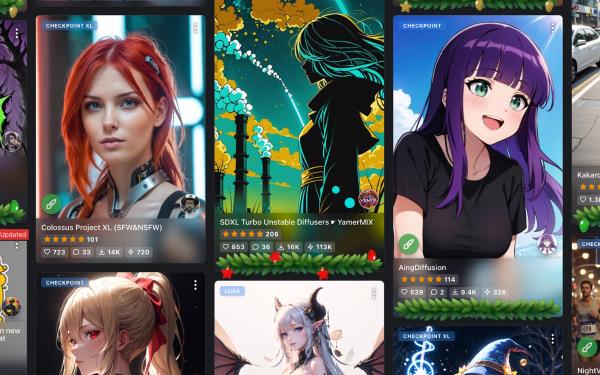 CHECKPOINT XL
Colossus Project XL (SFW&NSFW)
101
723 33 14K 720
CHECKPOINT
SDXL Turbo Unstable Diffusers ☛ YamerMIX
206
853 36 16K 113K
LORA
CHECKPOINT XL
AingDiffusion
114
539 2 9.4K 326
CHECKPOINT XL
Updated